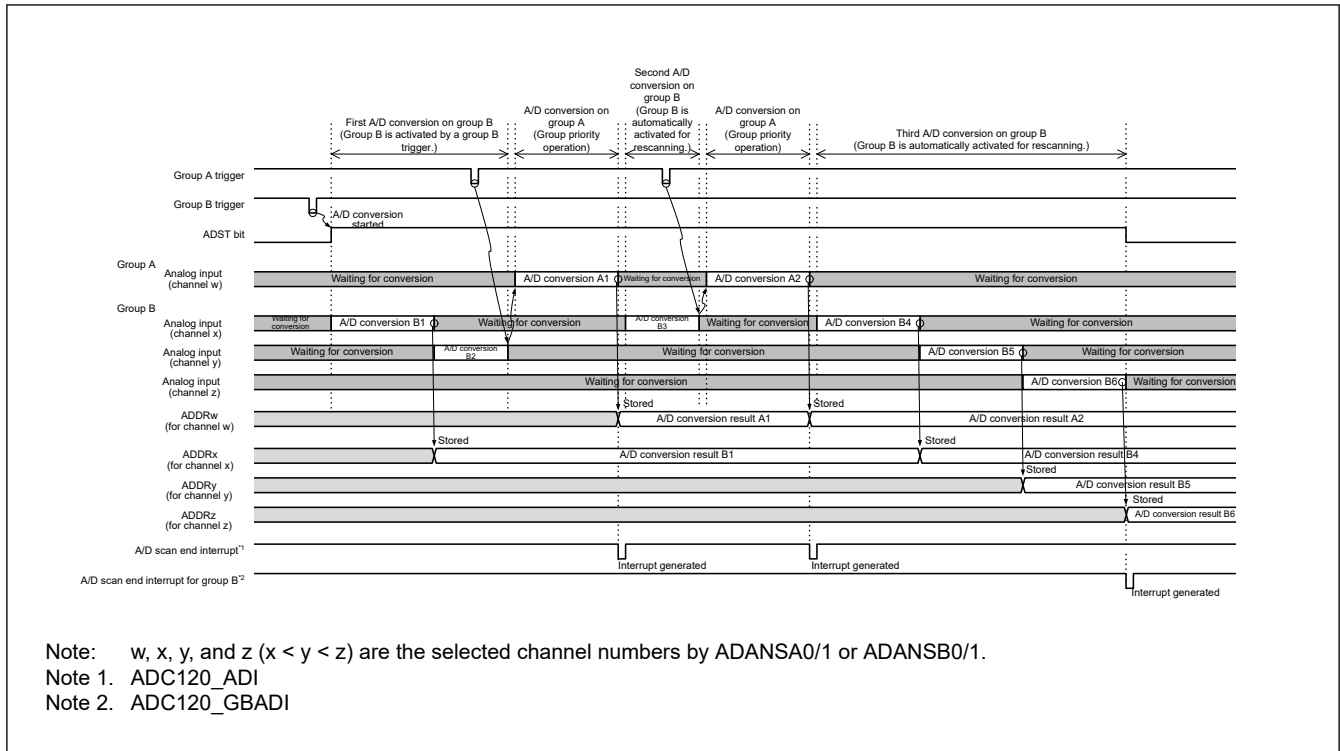 Second A/D
conversion on
group B
(Group B is
automatically
activated for
rescanning.)
First A/D conversion on group B
(Group B is activated by a group B
trigger.)
A/D conversion on
group A
(Group priority
operation)
A/D conversion on
group A
(Group priority
operation)
Third A/D conversion on group B
(Group B is automatically activated for rescanning.)
Group A trigger
Group B trigger
A/D conversion
started
ADST bit
Group A
Analog input
(channel w)
Waiting for conversion
A/D conversion A1
Waiting for conversion
A/D conversion A2
Waiting for conversion
Group B
Analog input
(channel x)
Waiting for
conversion
A/D conversion B1
Waiting for conversion
A/D conversion
B3
Waiting for conversion
A/D conversion B4
Waiting for conversion
Analog input
(channel y)
Waiting for conversion
A/D conversion
B2
Waiting for conversion
A/D conversion B5
Waiting for conversion
Analog input
(channel z)
Waiting for conversion
A/D conversion B6
Waiting for conversion
Stored
Stored
ADDRw
(for channel w)
A/D conversion result A1
A/D conversion result A2
Stored
Stored
ADDRx
(for channel x)
A/D conversion result B1
A/D conversion result B4
Stored
ADDRy
(for channel y)
A/D conversion result B5
Stored
ADDRz
(for channel z)
A/D conversion result B6
A/D scan end interrupt*1
Interrupt generated
Interrupt generated
A/D scan end interrupt for group B*2
Interrupt generated
Note: w, x, y, and z (x < y < z) are the selected channel numbers by ADANSA0/1 or ADANSB0/1.
Note 1. ADC120_ADI
Note 2. ADC120_GBADI